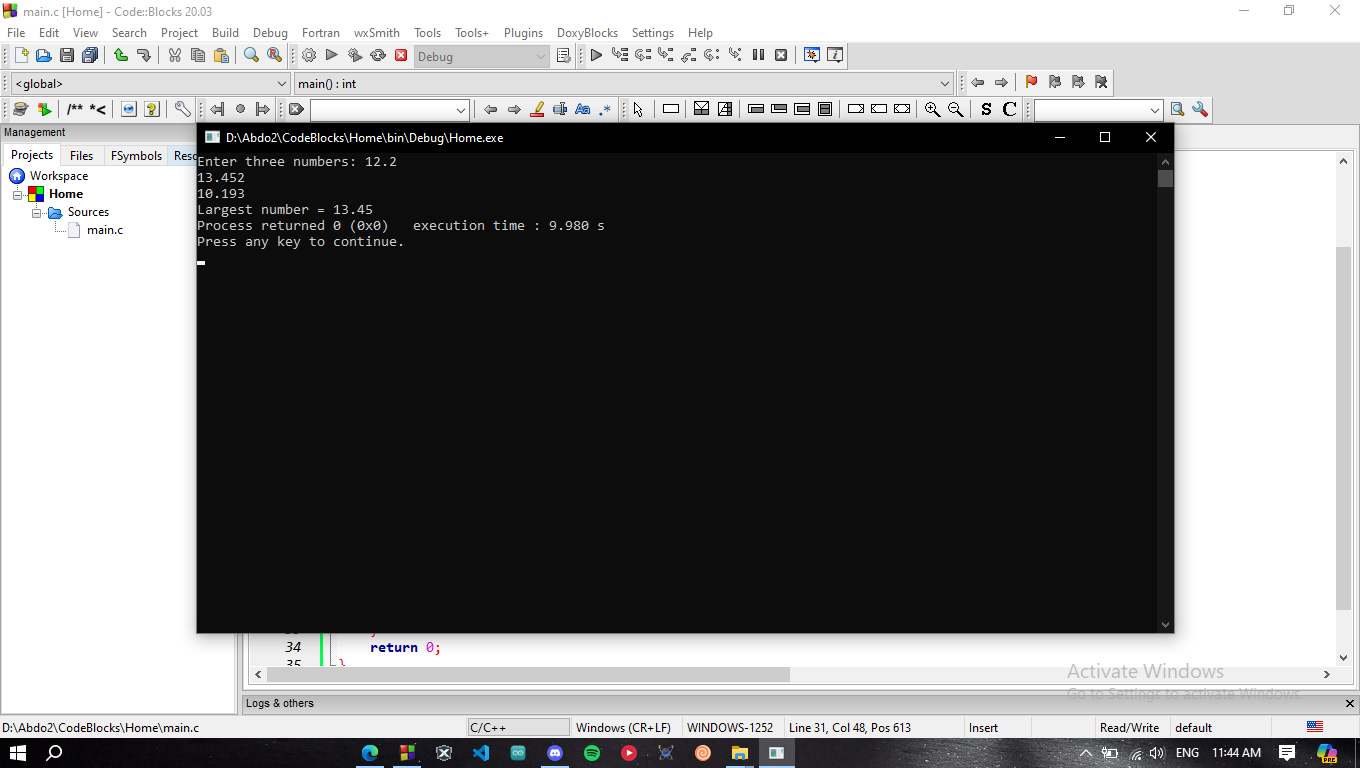 main.c [Home] - Code::Blocks 20.03
File Edit View Search Project Build Debug Fortran wxSmith Tools Tools+ Plugins DoxyBlocks Settings Help
Debug
<global> main() : int
/** *< Aa .* S C
Management
Projects Files FSymbols Resc
D:\Abdo2\CodeBlocks\Home\bin\Debug\Home.exe
Workspace
Home
Sources
main.c
Enter three numbers: 12.2
13.452
10.193
Largest number = 13.45
Process returned 0 (0x0)   execution time : 9.980 s
Press any key to continue.
34 return 0;
35 }
Activate Windows
Go to Settings to activate Windows.
Logs & others
D:\Abdo2\CodeBlocks\Home\main.c C/C++ Windows (CR+LF) WINDOWS-1252 Line 31, Col 48, Pos 613 Insert Read/Write default
ENG 11:44 AM PRE